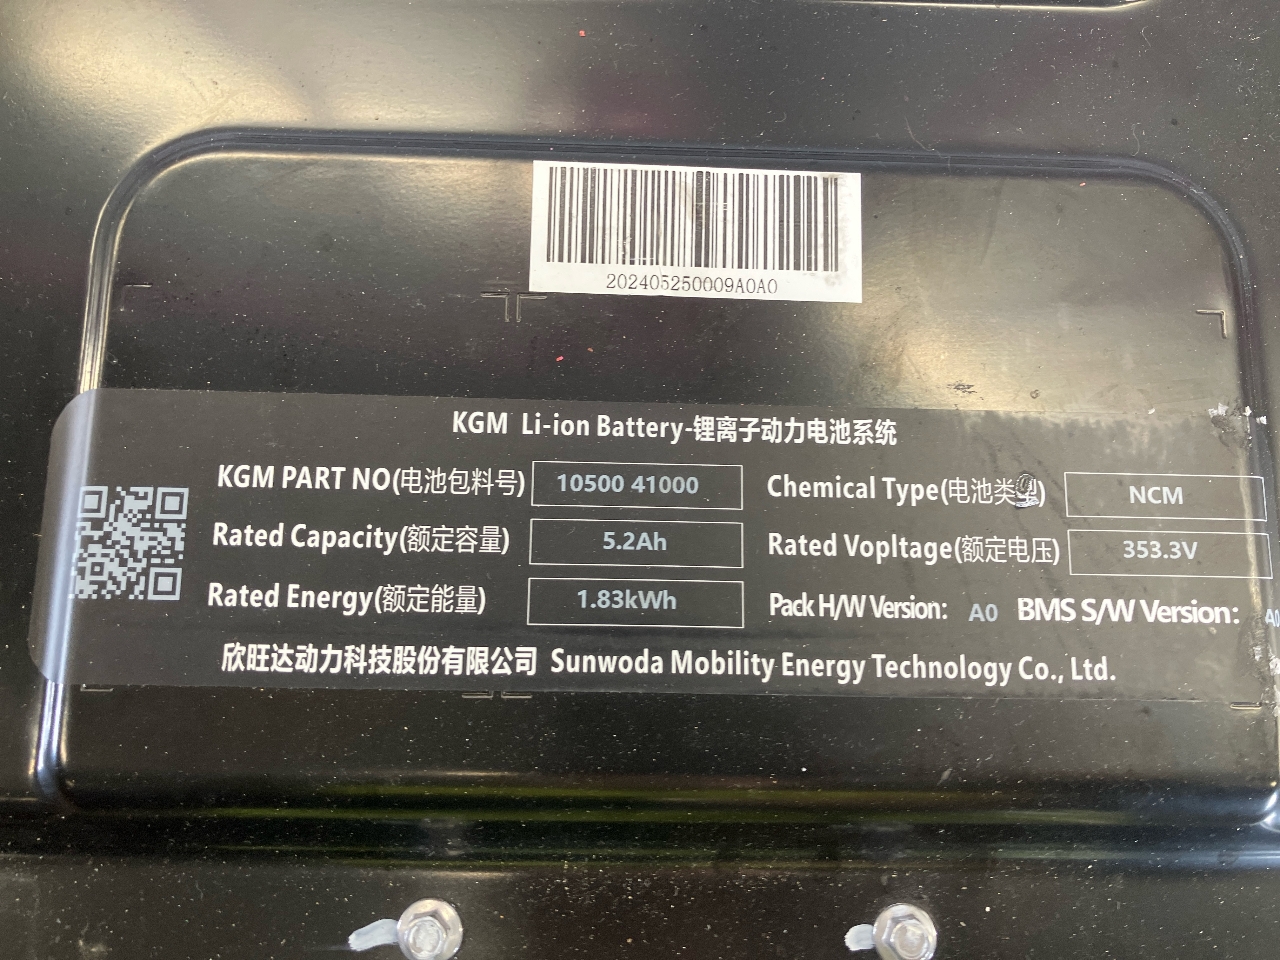 202405250009A0A0
KGM Li-ion Battery-锂离子动力电池系统
KGM PART NO(电池包料号) 10500 41000 Chemical Type(电池类型) NCM
Rated Capacity(额定容量) 5.2Ah Rated Vopltage(额定电压) 353.3V
Rated Energy(额定能量) 1.83kWh Pack H/W Version: A0 BMS S/W Version: A0
欣旺达动力科技股份有限公司 Sunwoda Mobility Energy Technology Co., Ltd.